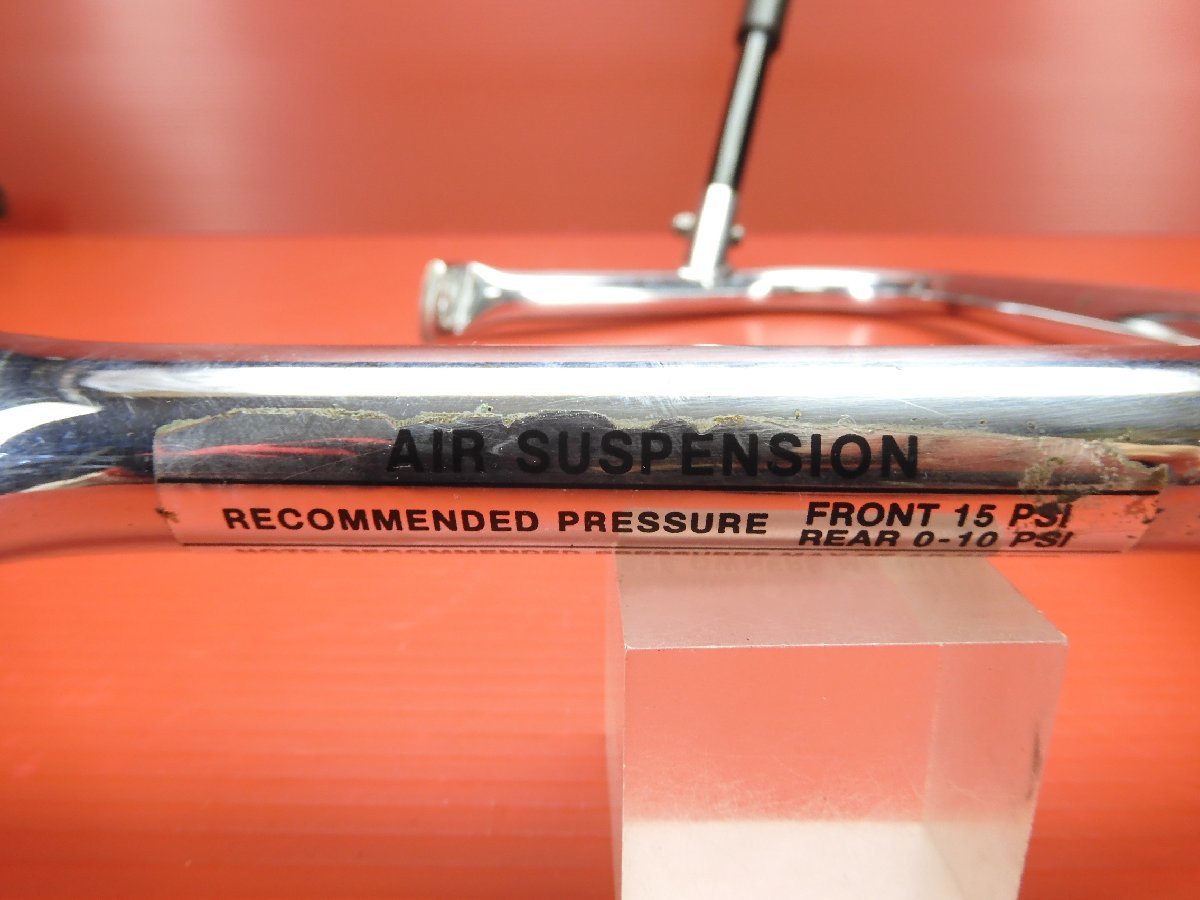 AIR SUSPENSION
RECOMMENDED PRESSURE FRONT 15 PSI
REAR 0-10 PSI